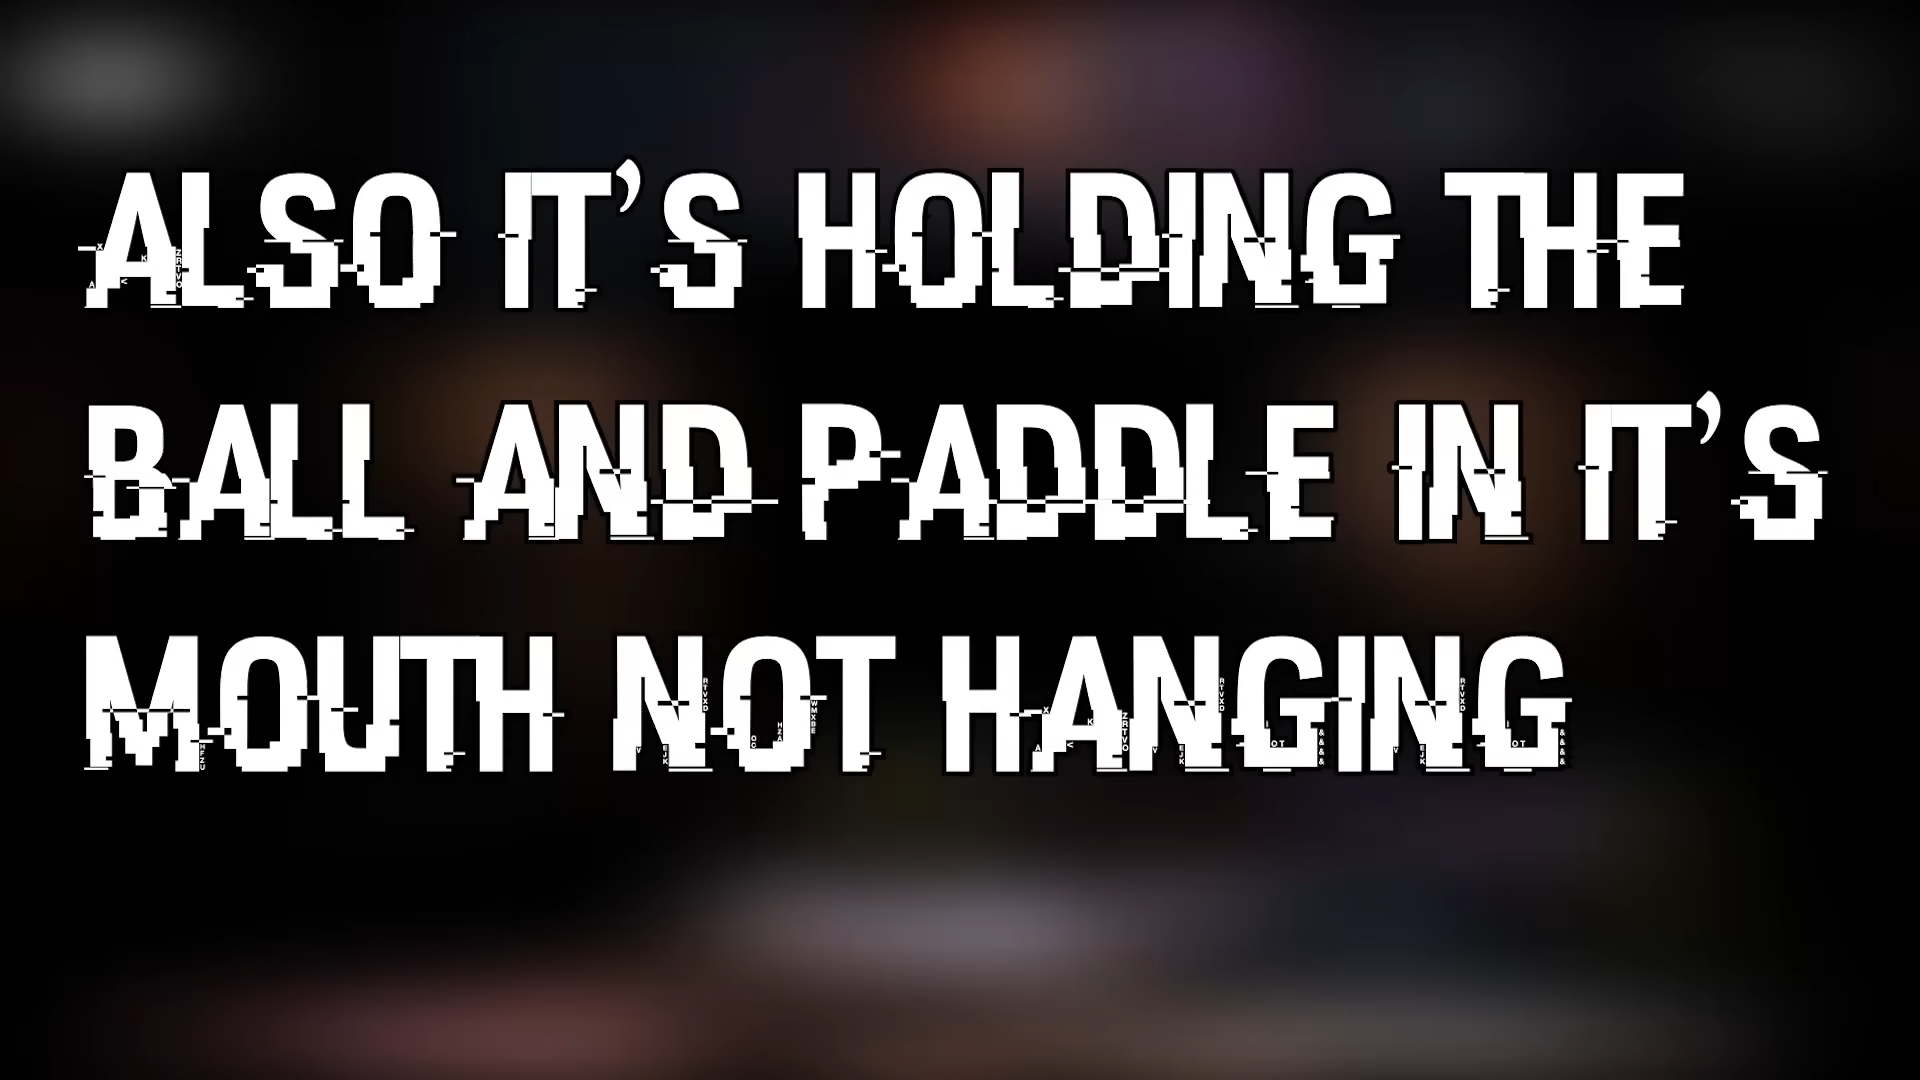 ALSO IT’S HOLDING THE
BALL AND PADDLE IN IT’S
MOUTH NOT HANGING